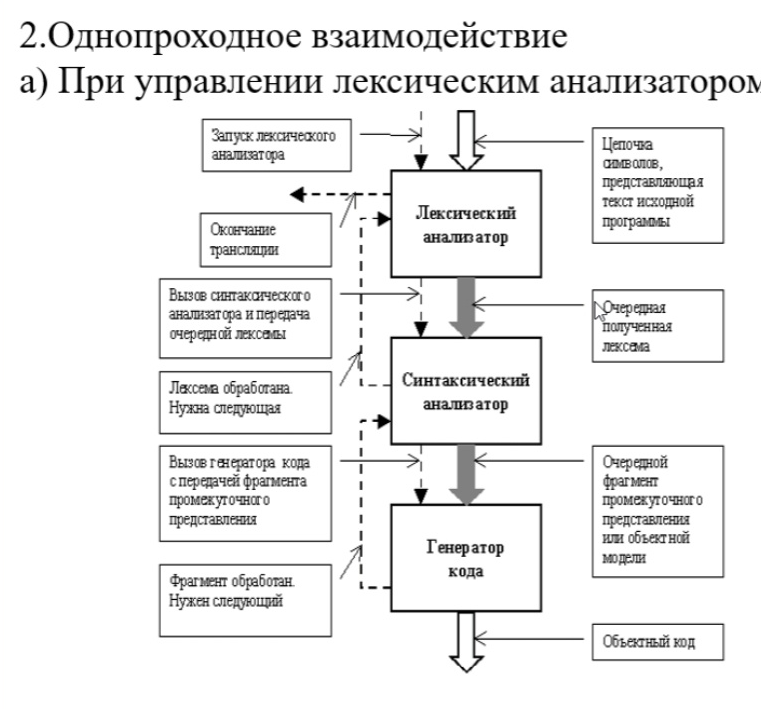 2.Однопроходное взаимодействие
а) При управлении лексическим анализатором
Запуск лексического
анализатора
Цепочка
символов,
представляющая
текст исходной
программы
Лексический
анализатор
Окончание
трансляции
Вызов синтаксического
анализатора и передача
очередной лексемы
Очередная
полученная
лексема
Синтаксический
анализатор
Лексема обработана.
Нужна следующая
Вызов генератора кода
с передачей фрагмента
промежуточного
представления
Очередной
фрагмент
промежуточного
представления
или объектной
модели
Генератор
кода
Фрагмент обработан.
Нужен следующий
Объектный код